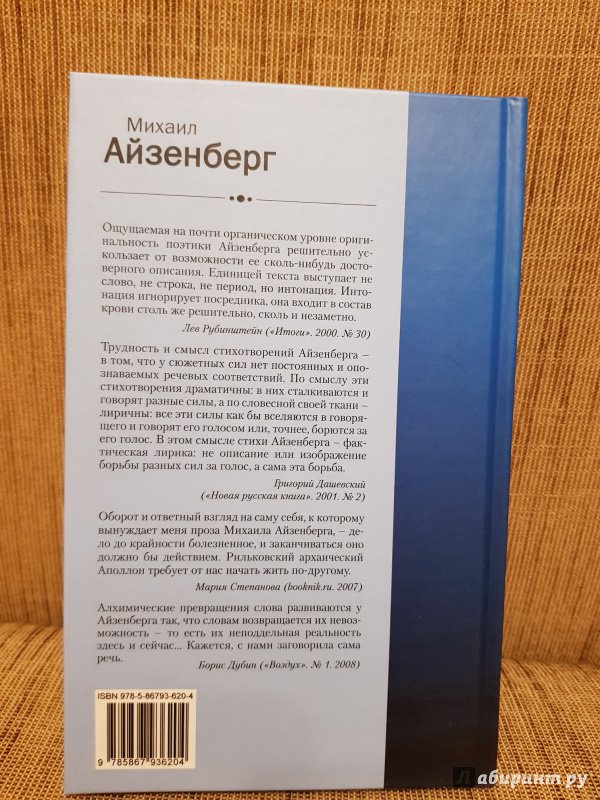 Михаил
Айзенберг
Ощущаемая на почти органическом уровне ориги-
нальность поэтики Айзенберга решительно ус-
кользает от возможности ее сколь-нибудь досто-
верного описания. Единицей текста выступает не
слово, не строка, не период, но интонация. Инто-
нация игнорирует посредника, она входит в состав
крови столь же решительно, сколь и незаметно.
Лев Рубинштейн («Итоги». 2000. № 30)
Трудность и смысл стихотворений Айзенберга –
в том, что у сюжетных сил нет постоянных и опо-
знаваемых речевых соответствий. По смыслу эти
стихотворения драматичны: в них сталкиваются и
говорят разные силы, а по словесной своей ткани –
лиричны: все эти силы как бы вселяются в говоря-
щего и говорят его голосом или, точнее, борются за
его голос. В этом смысле стихи Айзенберга – фак-
тическая лирика: не описание или изображение
борьбы разных сил за голос, а сама эта борьба.
Григорий Дашевский
(«Новая русская книга». 2001. № 2)
Оборот и ответный взгляд на саму себя, к которому
вынуждает меня проза Михаила Айзенберга, – де-
ло до крайности болезненное, и заканчиваться оно
должно бы действием. Рильковский архаический
Аполлон требует от нас начать жить по-другому.
Мария Степанова (booknik.ru. 2007)
Алхимические превращения слова развиваются у
Айзенберга так, что словам возвращается их невоз-
можность – то есть их неподдельная реальность
здесь и сейчас... Кажется, с нами заговорила сама
речь.
Борис Дубин («Воздух». № 1. 2008)
ISBN 978-5-86793-620-4
9 785867 936204
лабиринт.ру